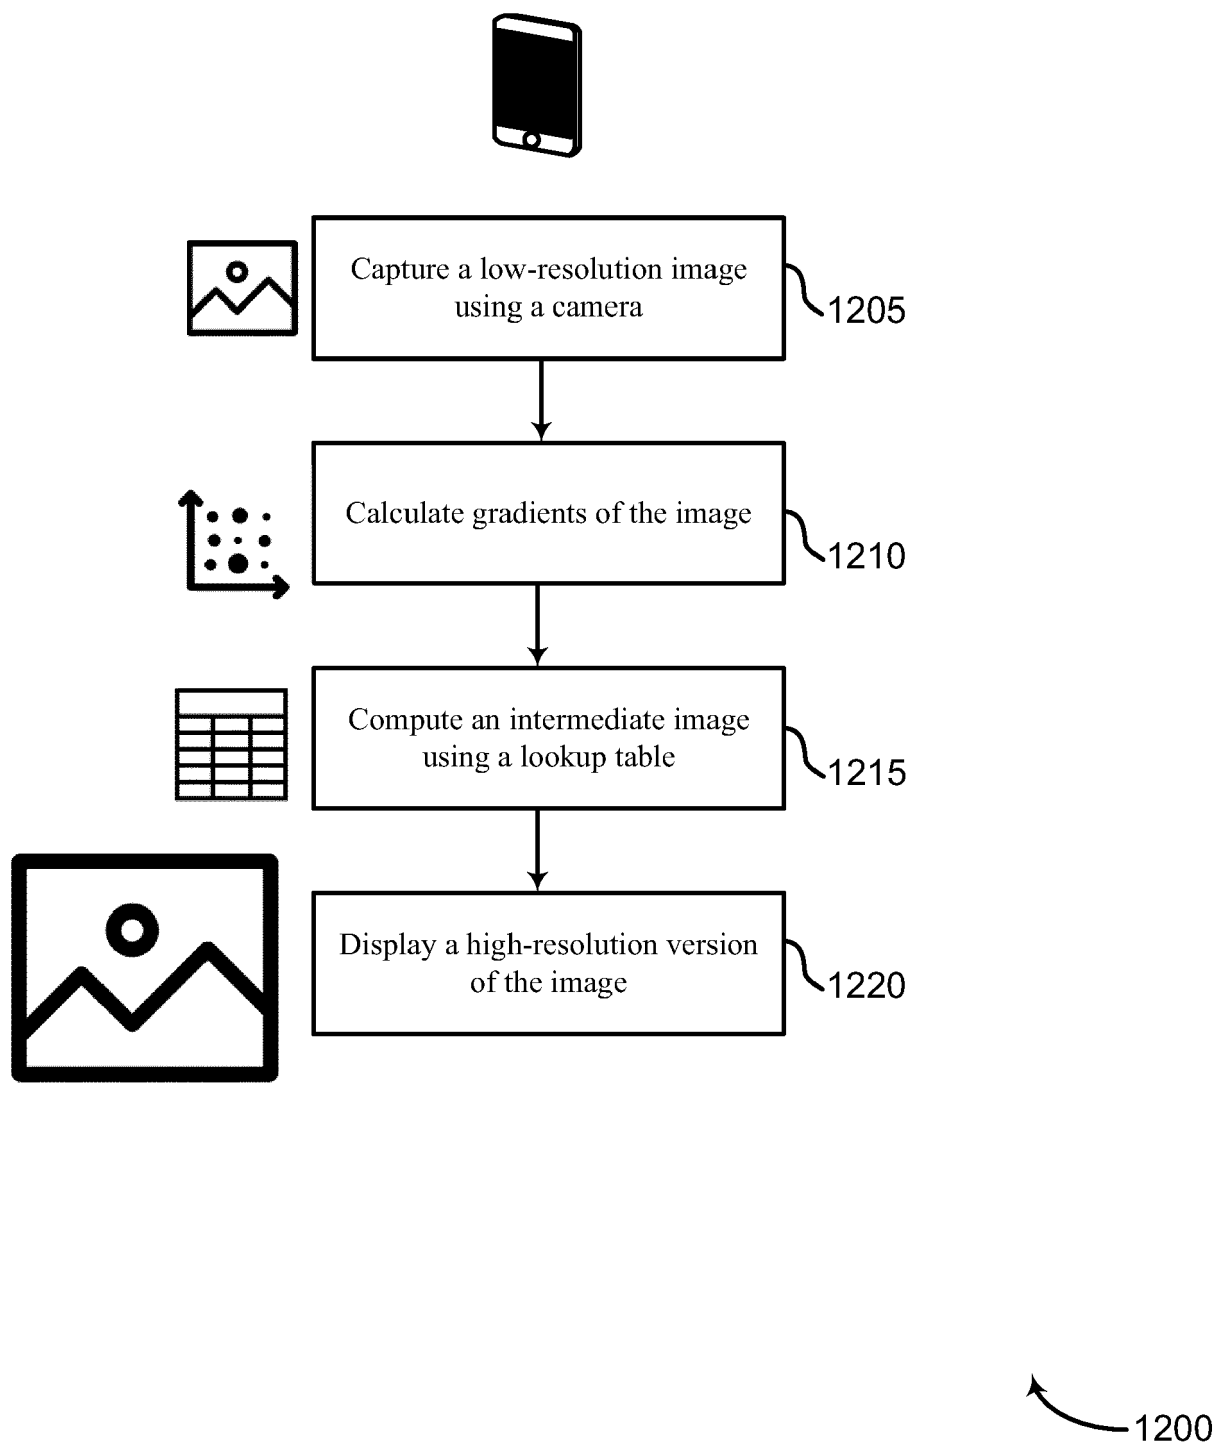 Capture a low-resolution image
using a camera
1205
Calculate gradients of the image
1210
Compute an intermediate image
using a lookup table
1215
Display a high-resolution version
of the image
1220
1200